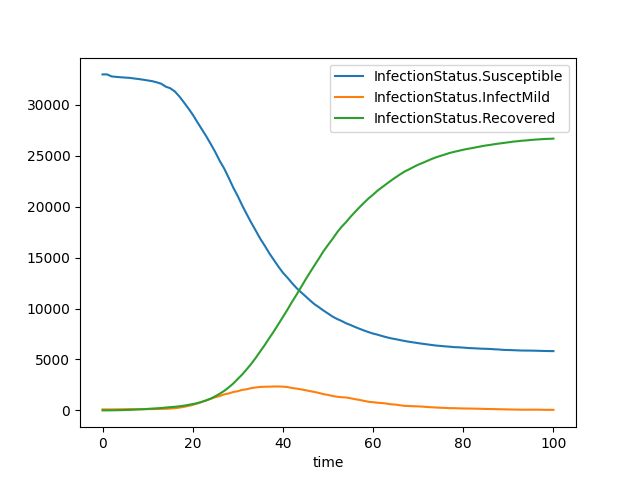 InfectionStatus.Susceptible
InfectionStatus.InfectMild
InfectionStatus.Recovered
30000
25000
20000
15000
10000
5000
0
0 20 40 60 80 100
time